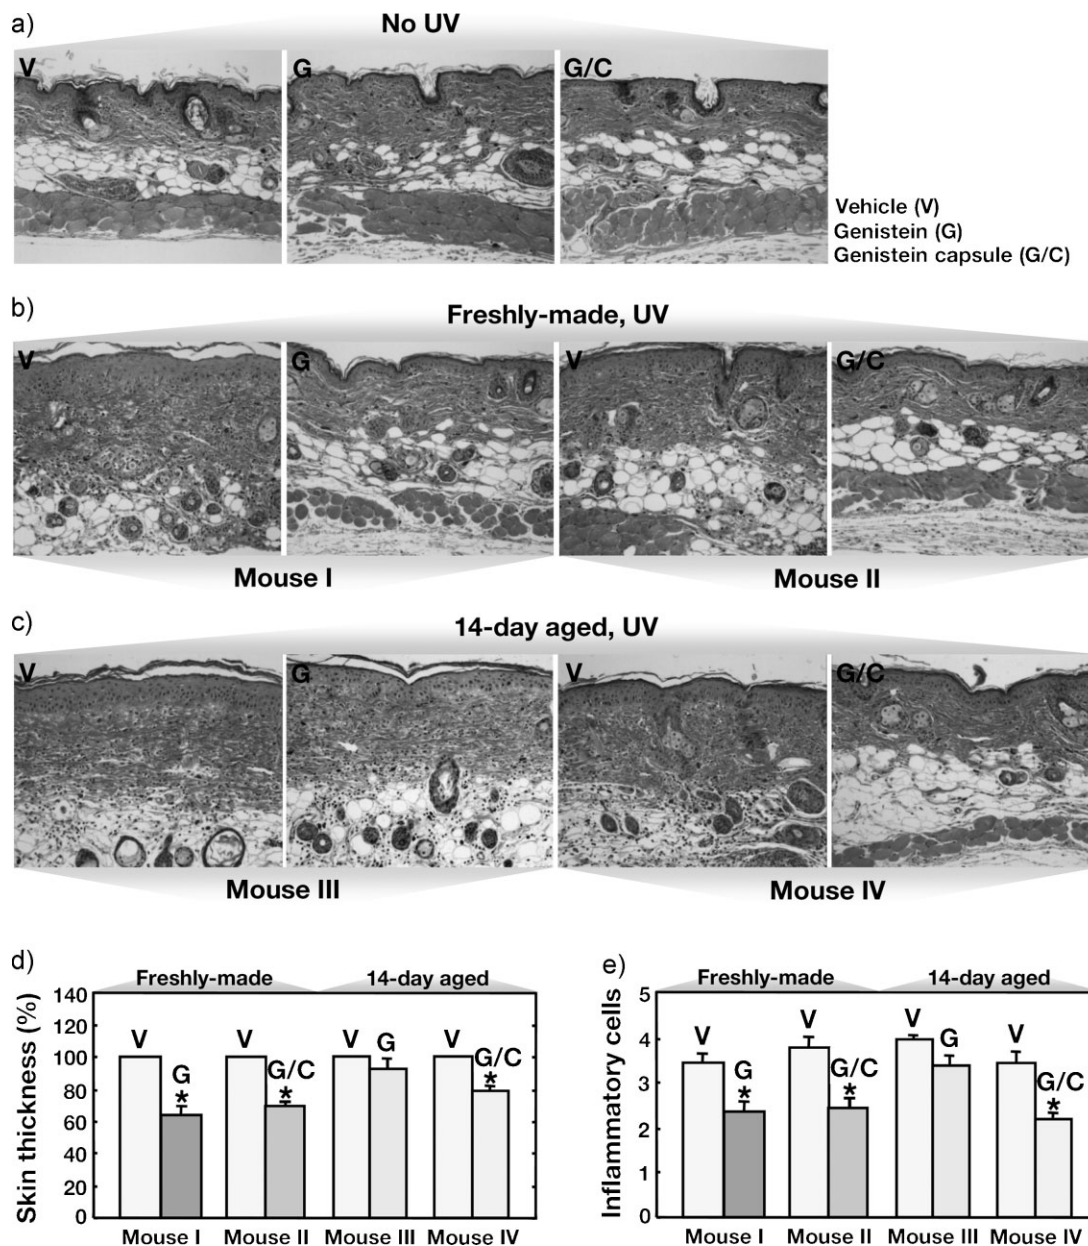 a)
No UV
V G G/C
Vehicle (V)
Genistein (G)
Genistein capsule (G/C)
b)
Freshly-made, UV
V G V G/C
Mouse I Mouse II
c)
14-day aged, UV
V G V G/C
Mouse III Mouse IV
d)
Freshly-made 14-day aged
Skin thickness (%)
140
120
100
80
60
40
20
0
V G * V G/C * V G V G/C *
Mouse I Mouse II Mouse III Mouse IV
e)
Freshly-made 14-day aged
Inflammatory cells
5
4
3
2
1
0
V G * V G/C * V G V G/C *
Mouse I Mouse II Mouse III Mouse IV